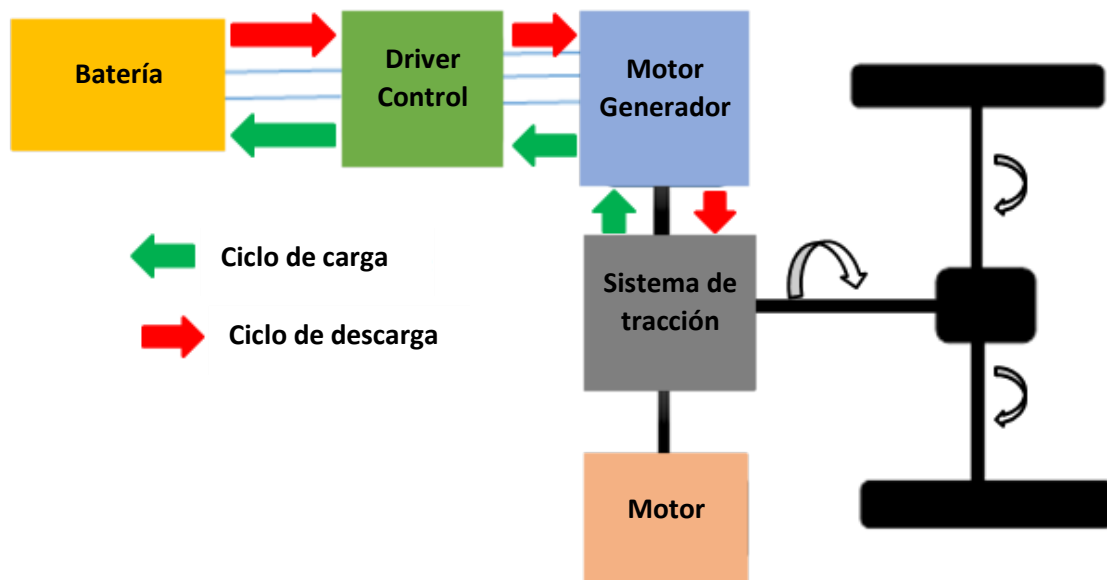 Batería
Driver
Control
Motor
Generador
Ciclo de carga
Sistema de
tracción
Ciclo de descarga
Motor